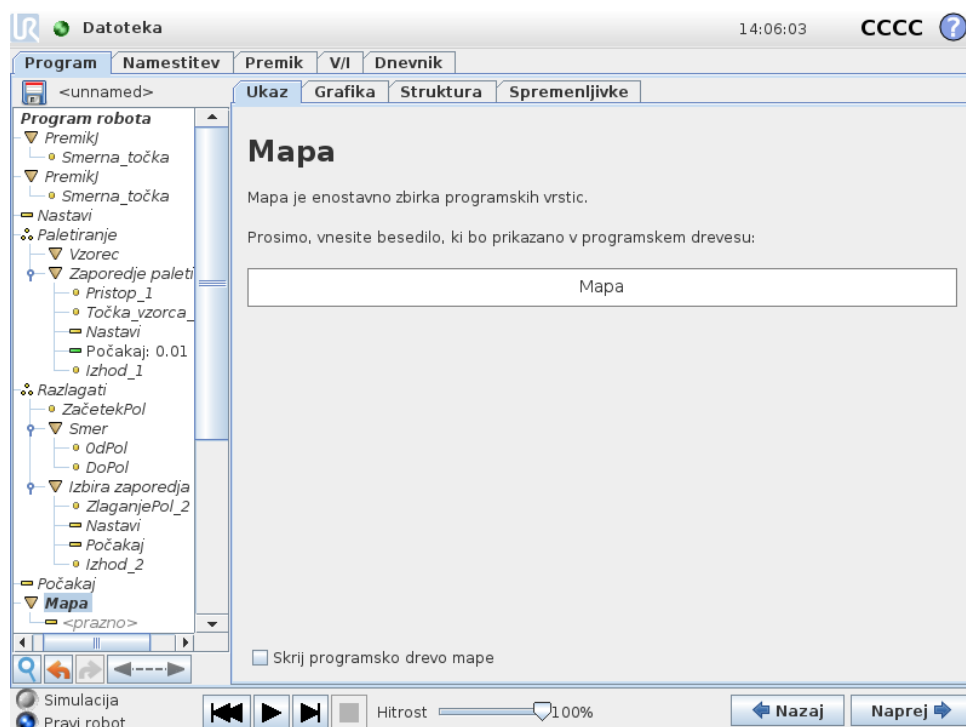 UR Datoteka 14:06:03 CCCC ?
Program Namestitev Premik V/I Dnevnik
<unnamed> Ukaz Grafika Struktura Spremenljivke
Program robota
PremikJ
Smerna_točka
PremikJ
Smerna_točka
Nastavi
Paletiranje
Vzorec
Zaporedje paleti
Pristop_1
Točka_vzorca_
Nastavi
Počakaj: 0.01
Izhod_1
Razlagati
ZačetekPol
Smer
OdPol
DoPol
Izbira zaporedja
ZlaganjePol_2
Nastavi
Počakaj
Izhod_2
Počakaj
Mapa
<prazno>
Mapa
Mapa je enostavno zbirka programskih vrstic.
Prosimo, vnesite besedilo, ki bo prikazano v programskem drevesu:
Mapa
Skrij programsko drevo mape
Simulacija
Pravi robot
Hitrost 100%
Nazaj Naprej